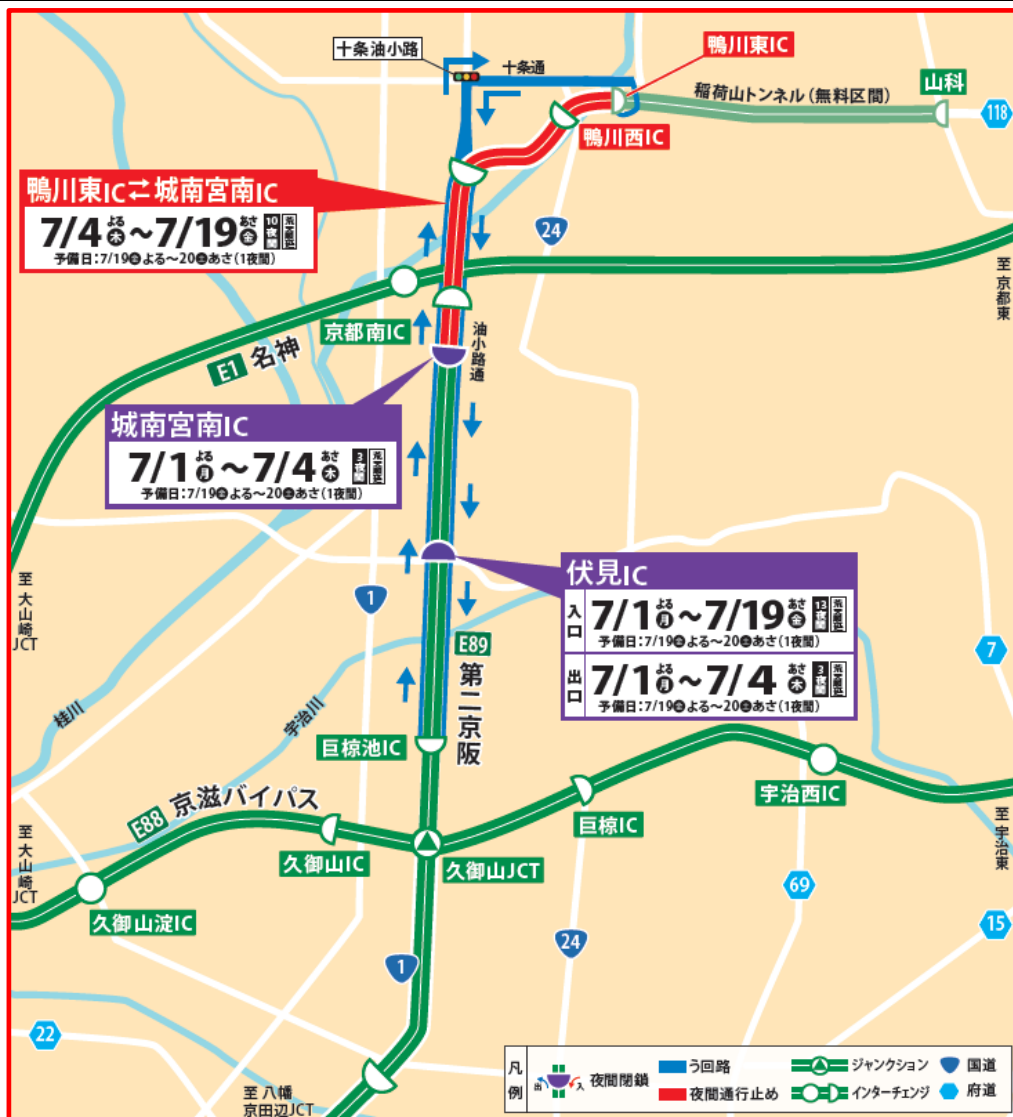 十条油小路
十条通
鴨川東IC
稲荷山トンネル(無料区間)
山科
118
鴨川西IC
鴨川東IC⇄城南宮南IC
7/4よる木〜7/19あさ金 10夜間
予備日:7/19金よる〜20土あさ(1夜間)
24
至京都東
京都南IC
E1 名神
油小路通
城南宮南IC
7/1よる月〜7/4あさ木 3夜間
予備日:7/19金よる〜20土あさ(1夜間)
至大山崎JCT
1
伏見IC
入口
7/1よる月〜7/19あさ金 13夜間
予備日:7/19金よる〜20土あさ(1夜間)
出口
7/1よる月〜7/4あさ木 3夜間
予備日:7/19金よる〜20土あさ(1夜間)
7
E89
第二京阪
桂川
宇治川
巨椋池IC
E88 京滋バイパス
宇治西IC
巨椋IC
至宇治東
至大山崎JCT
久御山IC
久御山JCT
久御山淀IC
69
15
24
1
22
至 八幡
京田辺JCT
凡例
出
入
夜間閉鎖
う回路
夜間通行止め
ジャンクション
インターチェンジ
国道
府道